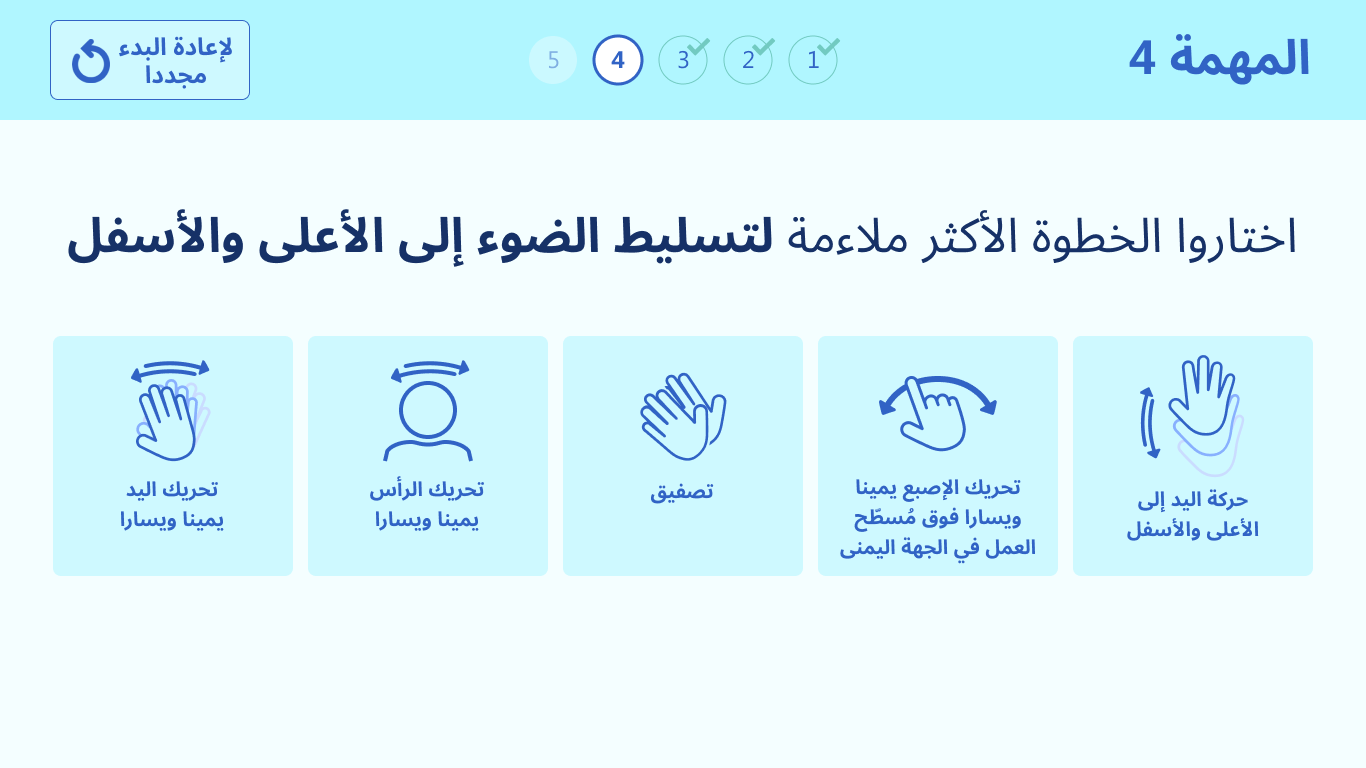 المهمة 4
1
2
3
4
5
لإعادة البدء
مجددا
اختاروا الخطوة الأكثر ملاءمة لتسليط الضوء إلى الأعلى والأسفل
حركة اليد إلى
الأعلى والأسفل
تحريك الإصبع يمينا
ويسارا فوق مُسطّح
العمل في الجهة اليمنى
تصفيق
تحريك الرأس
يمينا ويسارا
تحريك اليد
يمينا ويسارا